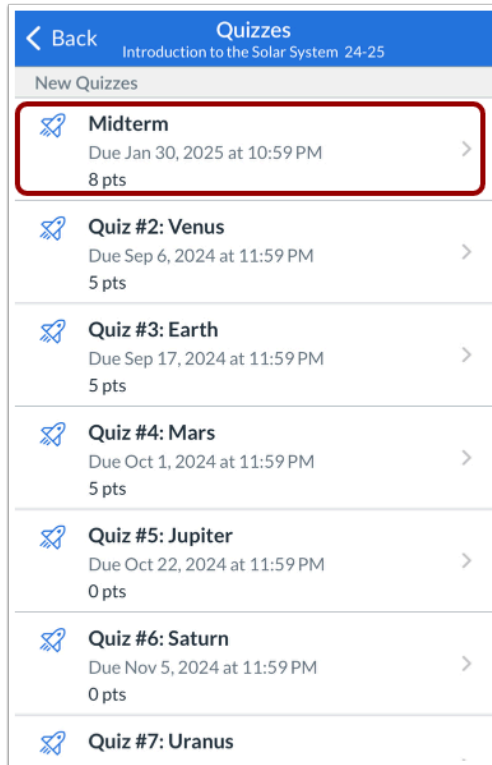 Back
Quizzes
Introduction to the Solar System 24-25
New Quizzes
Midterm
Due Jan 30, 2025 at 10:59 PM
8 pts
Quiz #2: Venus
Due Sep 6, 2024 at 11:59 PM
5 pts
Quiz #3: Earth
Due Sep 17, 2024 at 11:59 PM
5 pts
Quiz #4: Mars
Due Oct 1, 2024 at 11:59 PM
5 pts
Quiz #5: Jupiter
Due Oct 22, 2024 at 11:59 PM
0 pts
Quiz #6: Saturn
Due Nov 5, 2024 at 11:59 PM
0 pts
Quiz #7: Uranus